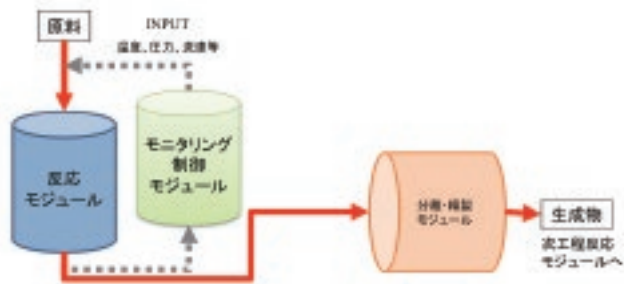 原料
INPUT
温度、圧力、流速等
反応
モジュール
モニタリング
制御
モジュール
分離・精製
モジュール
生成物
次工程反応
モジュールへ